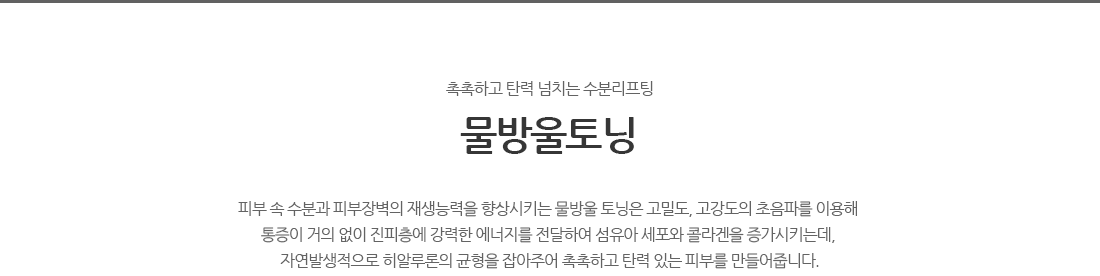 촉촉하고 탄력 넘치는 수분리프팅
물방울토닝
피부 속 수분과 피부장벽의 재생능력을 향상시키는 물방울 토닝은 고밀도, 고강도의 초음파를 이용해
통증이 거의 없이 진피층에 강력한 에너지를 전달하여 섬유아 세포와 콜라겐을 증가시키는데,
자연발생적으로 히알루론의 균형을 잡아주어 촉촉하고 탄력 있는 피부를 만들어줍니다.